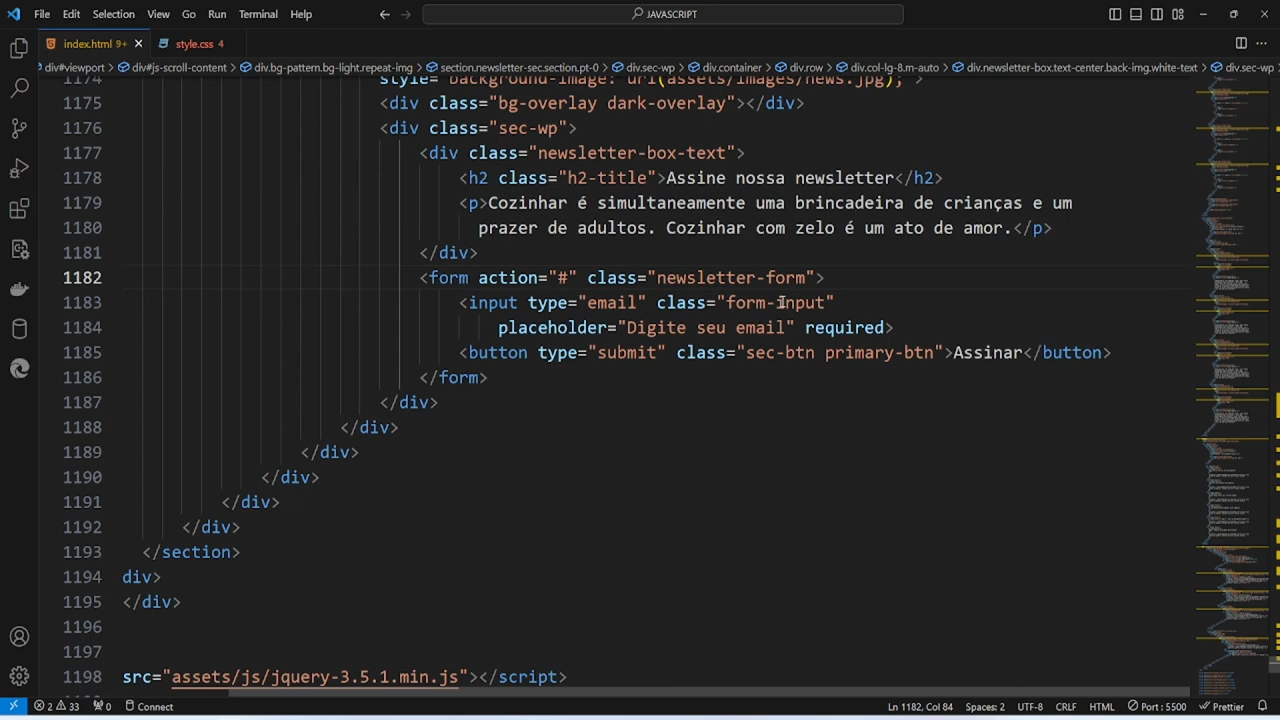 File Edit Selection View Go Run Terminal Help JAVASCRIPT
index.html 9+ style.css 4
div#viewport div#js-scroll-content div.bg-pattern.bg-light.repeat-img section.newsletter-sec.section.pt-0 div.sec-wp div.container div.row div.col-lg-8.m-auto div.newsletter-box.text-center.back-img.white-text div.sec-wp
1174 style="background-image: url(assets/images/news.jpg);">
1175 <div class="bg-overlay dark-overlay"></div>
1176 <div class="sec-wp">
1177 <div class="newsletter-box-text">
1178 <h2 class="h2-title">Assine nossa newsletter</h2>
1179 <p>Cozinhar é simultaneamente uma brincadeira de crianças e um
1180 prazer de adultos. Cozinhar com zelo é um ato de amor.</p>
1181 </div>
1182 <form action="#" class="newsletter-form">
1183 <input type="email" class="form-input"
1184 placeholder="Digite seu email" required>
1185 <button type="submit" class="sec-btn primary-btn">Assinar</button>
1186 </form>
1187 </div>
1188 </div>
1189 </div>
1190 </div>
1191 </div>
1192 </div>
1193 </section>
1194 div>
1195 </div>
1196
1197
1198 src="assets/js/jquery-3.5.1.min.js"></script>
Connect Ln 1182, Col 84 Spaces: 2 UTF-8 CRLF HTML Port : 5500 Prettier